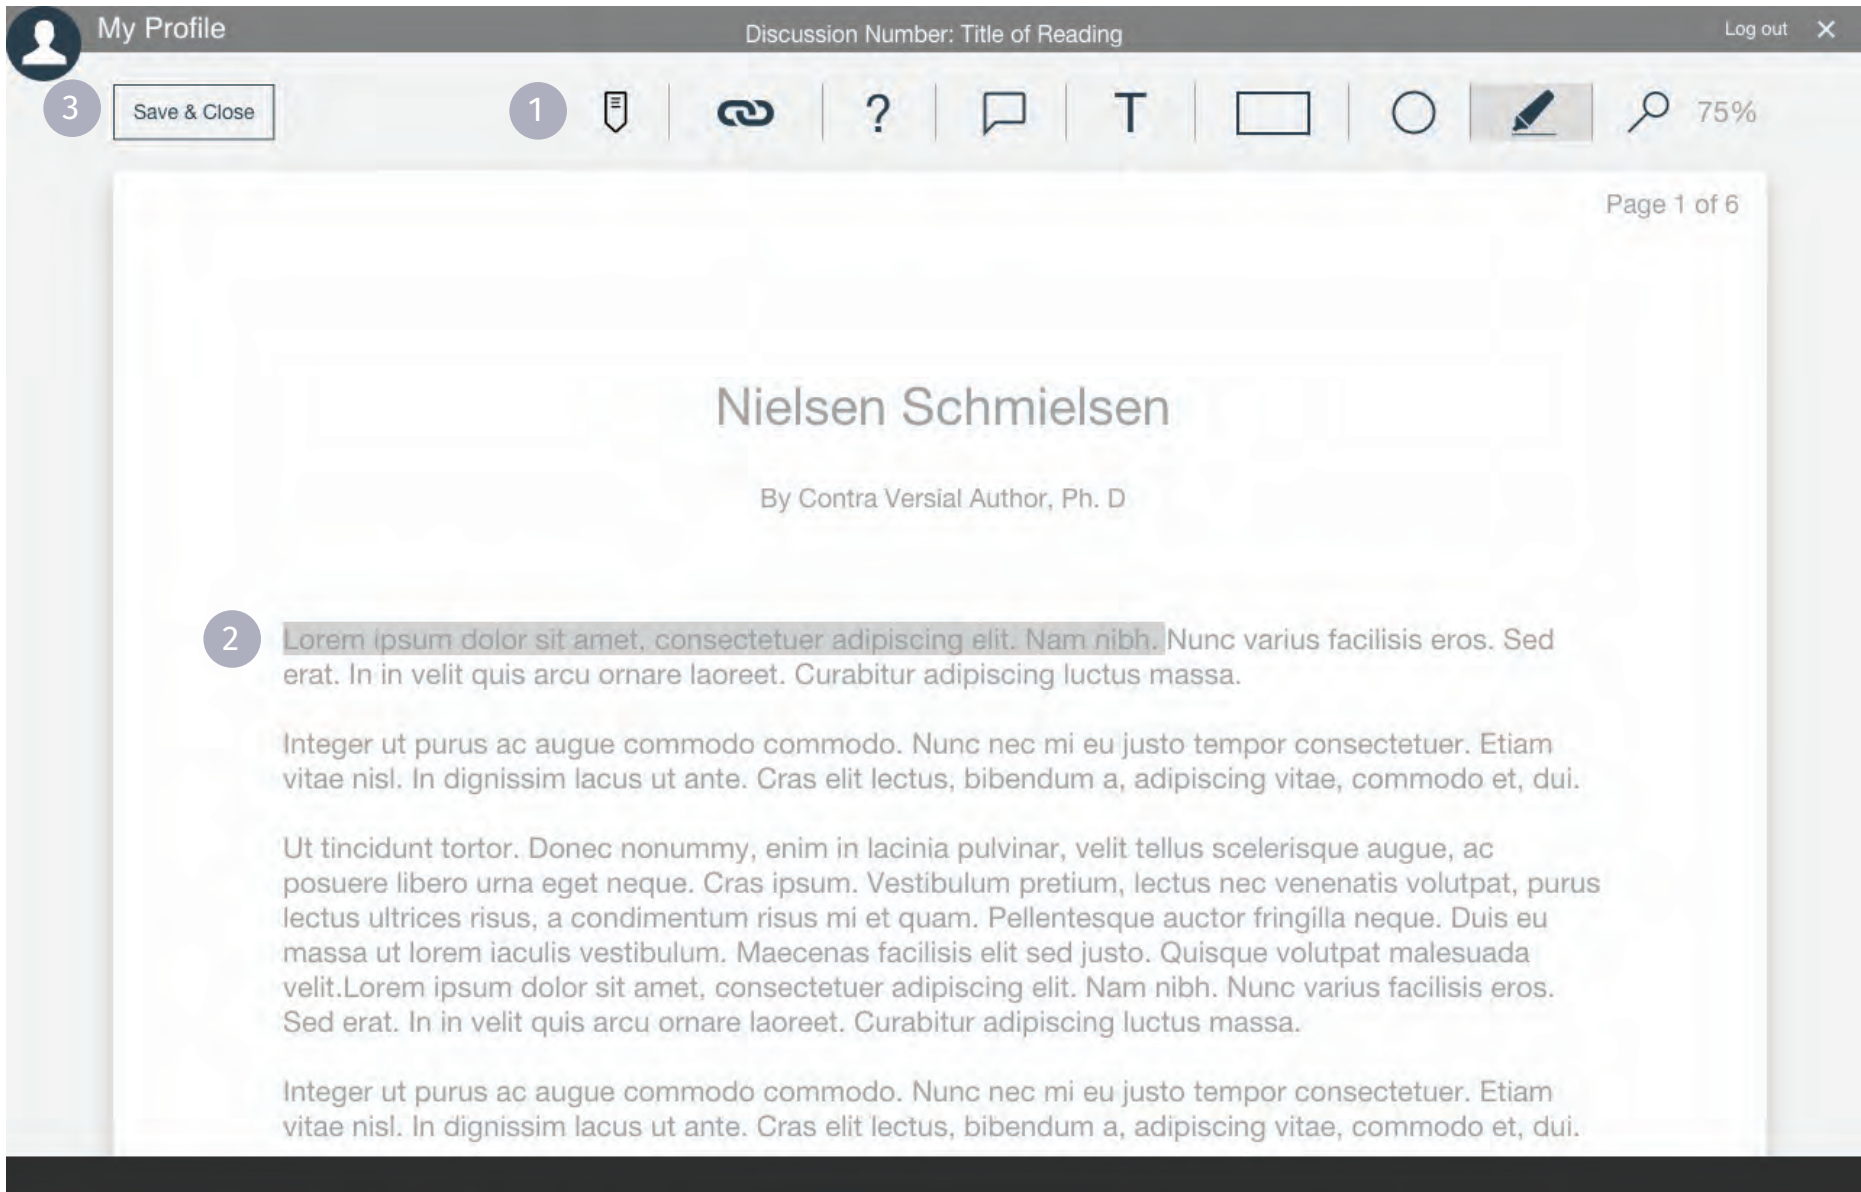 My Profile
Discussion Number: Title of Reading
Log out
3
Save & Close
1
?
T
75%
Page 1 of 6
Nielsen Schmielsen
By Contra Versial Author, Ph. D
2
Lorem ipsum dolor sit amet, consectetuer adipiscing elit. Nam nibh. Nunc varius facilisis eros. Sed
erat. In in velit quis arcu ornare laoreet. Curabitur adipiscing luctus massa.
Integer ut purus ac augue commodo commodo. Nunc nec mi eu justo tempor consectetuer. Etiam
vitae nisl. In dignissim lacus ut ante. Cras elit lectus, bibendum a, adipiscing vitae, commodo et, dui.
Ut tincidunt tortor. Donec nonummy, enim in lacinia pulvinar, velit tellus scelerisque augue, ac
posuere libero urna eget neque. Cras ipsum. Vestibulum pretium, lectus nec venenatis volutpat, purus
lectus ultrices risus, a condimentum risus mi et quam. Pellentesque auctor fringilla neque. Duis eu
massa ut lorem iaculis vestibulum. Maecenas facilisis elit sed justo. Quisque volutpat malesuada
velit.Lorem ipsum dolor sit amet, consectetuer adipiscing elit. Nam nibh. Nunc varius facilisis eros.
Sed erat. In in velit quis arcu ornare laoreet. Curabitur adipiscing luctus massa.
Integer ut purus ac augue commodo commodo. Nunc nec mi eu justo tempor consectetuer. Etiam
vitae nisl. In dignissim lacus ut ante. Cras elit lectus, bibendum a, adipiscing vitae, commodo et, dui.